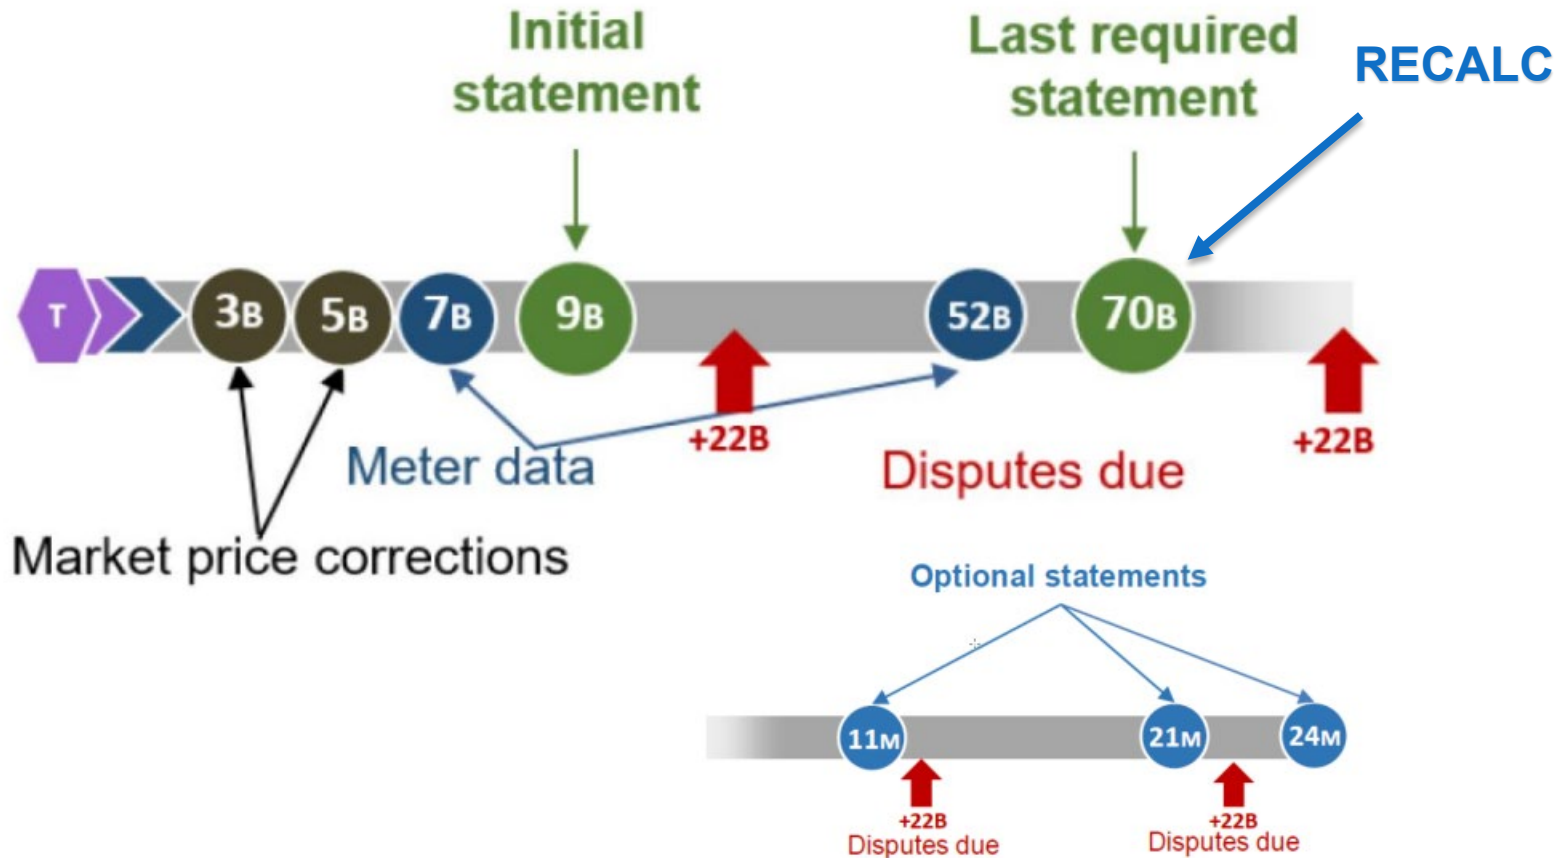 Initial
statement
Last required
statement
RECALC
T
3B
5B
7B
9B
52B
70B
+22B
+22B
Meter data
Disputes due
Market price corrections
Optional statements
11M
21M
24M
+22B
Disputes due
+22B
Disputes due